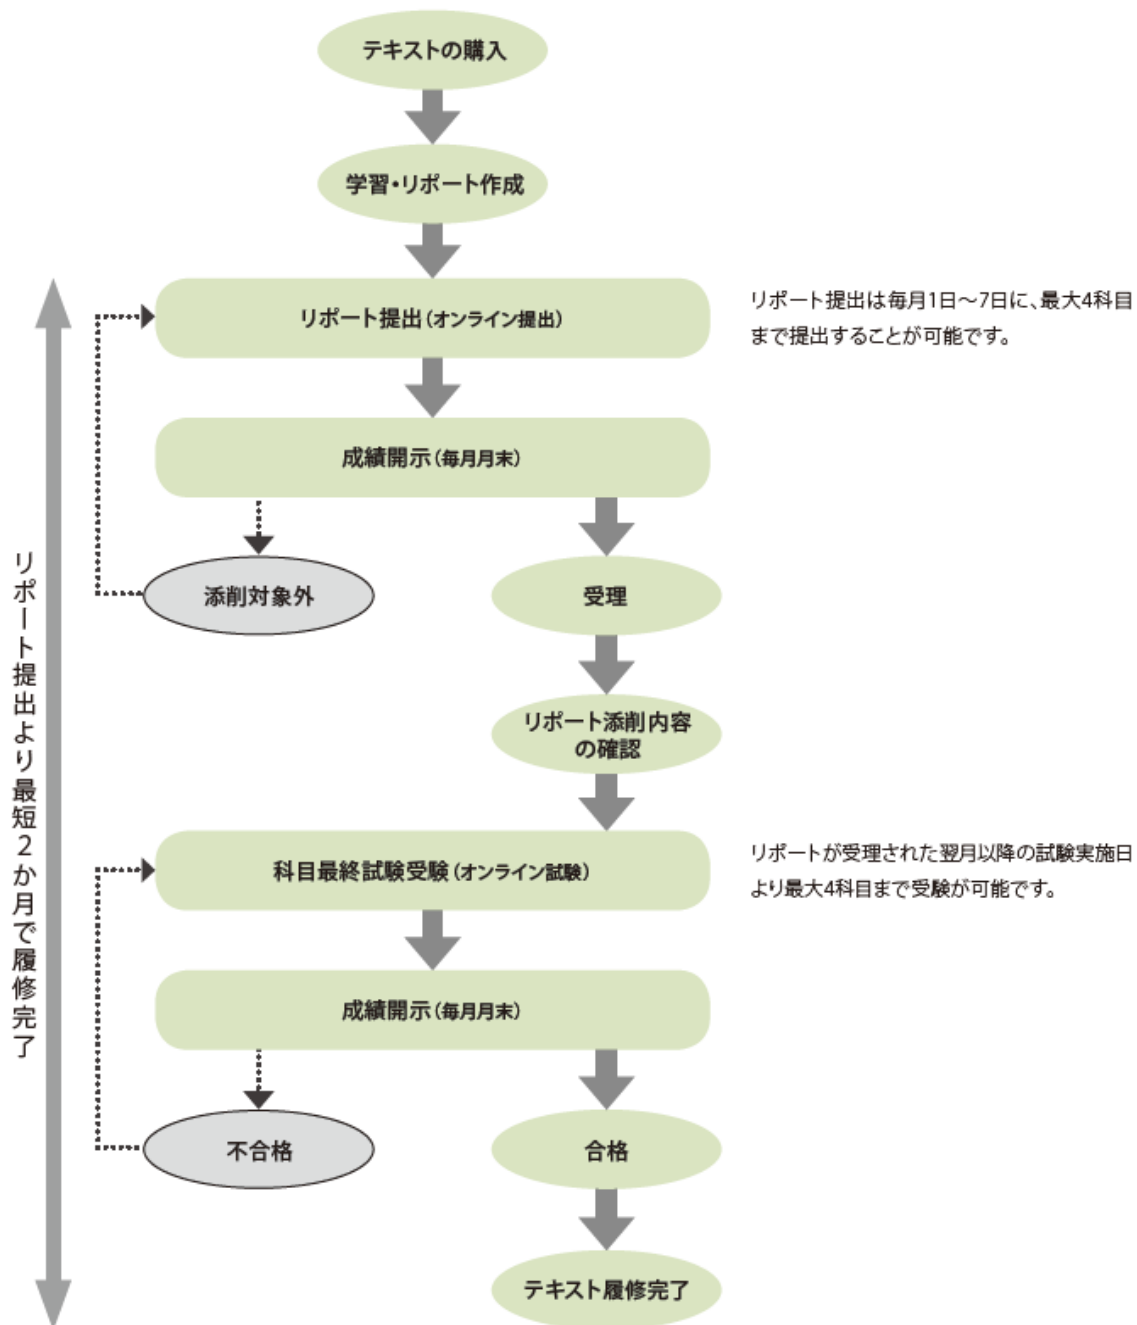 テキストの購入
学習・リポート作成
リポート提出(オンライン提出)
リポート提出は毎月1日～7日に、最大4科目
まで提出することが可能です。
成績開示(毎月月末)
添削対象外
受理
リポート添削内容
の確認
リポート提出より最短2か月で履修完了
科目最終試験受験(オンライン試験)
リポートが受理された翌月以降の試験実施日
より最大4科目まで受験が可能です。
成績開示(毎月月末)
不合格
合格
テキスト履修完了